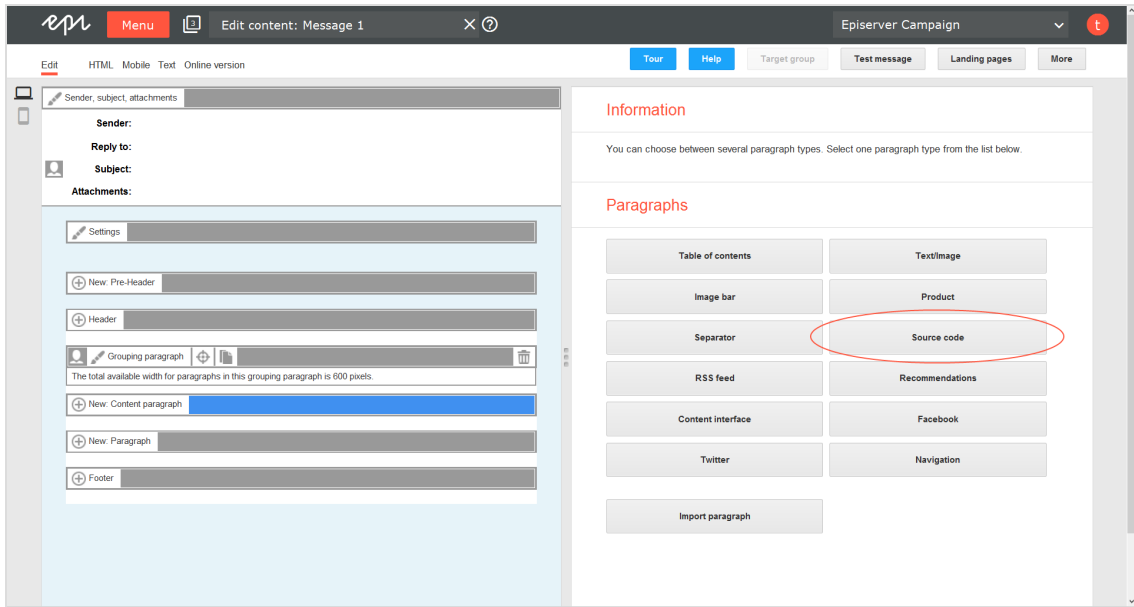 epi Menu 3 Edit content: Message 1 Episerver Campaign t
Edit HTML Mobile Text Online version Tour Help Target group Test message Landing pages More
Sender, subject, attachments
Sender:
Reply to:
Subject:
Attachments:
Settings
New: Pre-Header
Header
Grouping paragraph
The total available width for paragraphs in this grouping paragraph is 600 pixels.
New: Content paragraph
New: Paragraph
Footer
Information
You can choose between several paragraph types. Select one paragraph type from the list below.
Paragraphs
Table of contents Text/Image
Image bar Product
Separator Source code
RSS feed Recommendations
Content interface Facebook
Twitter Navigation
Import paragraph